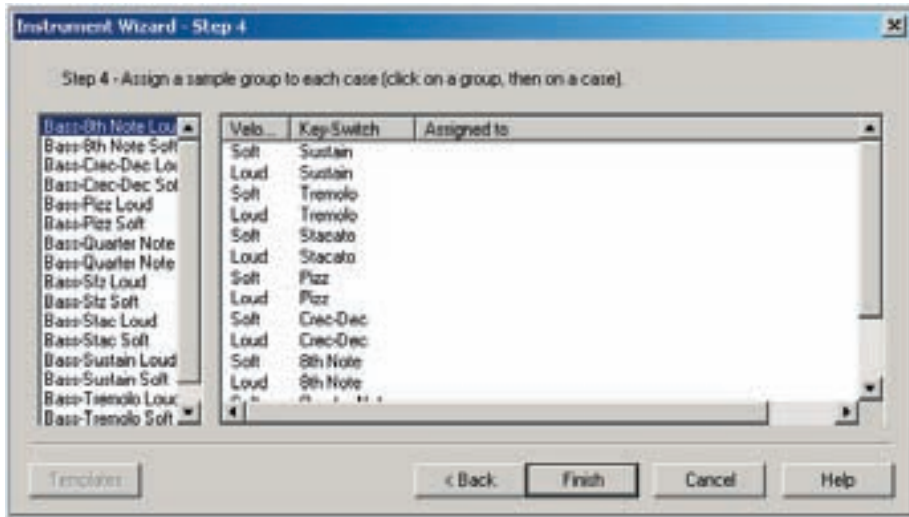 Instrument Wizard - Step 4
Step 4 - Assign a sample group to each case (click on a group, then on a case).
Bass-8th Note Lou
Bass-8th Note Soft
Bass-Crec-Dec Lou
Bass-Crec-Dec Sof
Bass-Pizz Loud
Bass-Pizz Soft
Bass-Quarter Note
Bass-Quarter Note
Bass-Sfz Loud
Bass-Sfz Soft
Bass-Stac Loud
Bass-Stac Soft
Bass-Sustain Loud
Bass-Sustain Soft
Bass-Tremolo Louc
Bass-Tremolo Soft
Velo... Key-Switch Assigned to
Soft Sustain
Loud Sustain
Soft Tremolo
Loud Tremolo
Soft Stacato
Loud Stacato
Soft Pizz
Loud Pizz
Soft Crec-Dec
Loud Crec-Dec
Soft 8th Note
Loud 8th Note
Templates < Back Finish Cancel Help